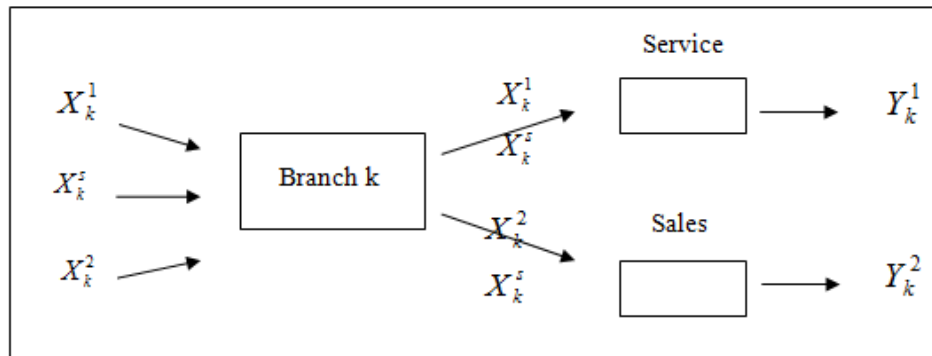 Service
X_k^1
X_k^1
Y_k^1
X_k^s
X_k^s
Branch k
Sales
X_k^2
X_k^2
Y_k^2
X_k^s